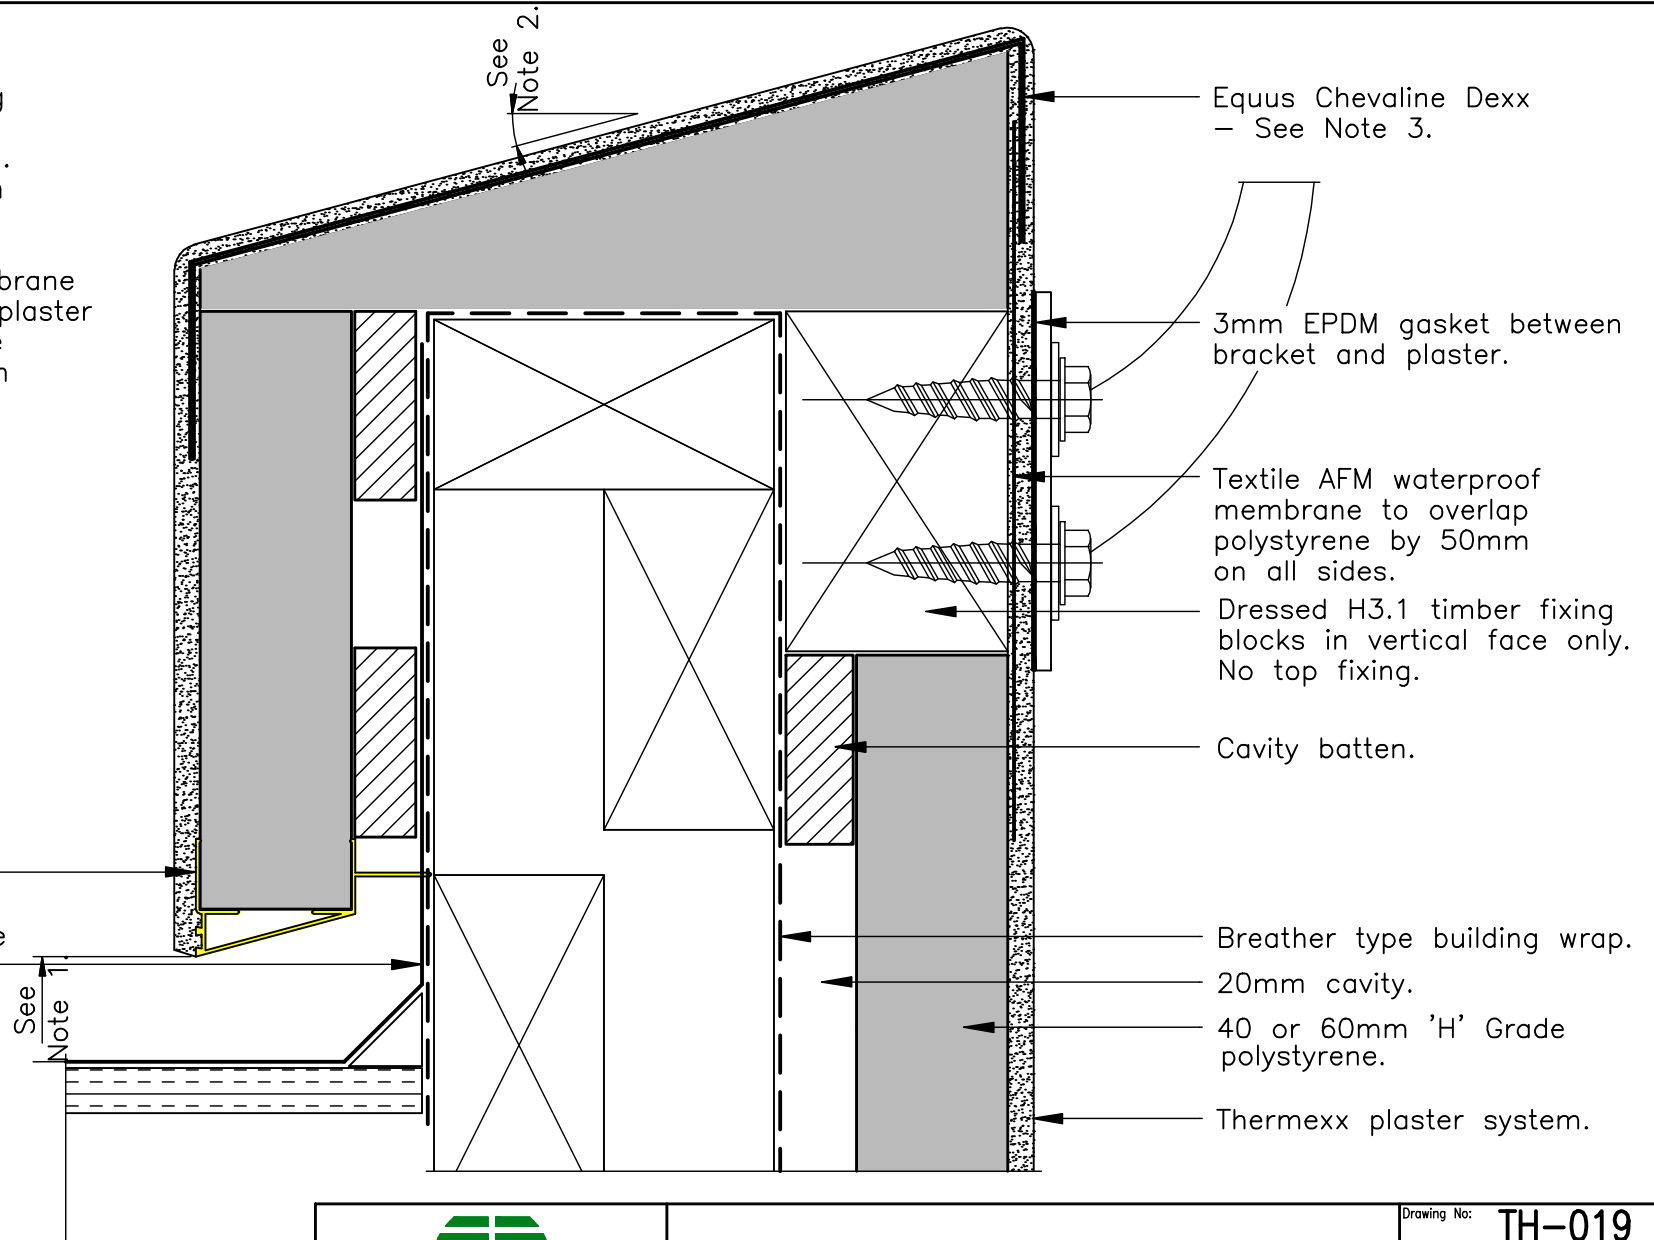 See
Note 2.
g
.
n
brane
plaster
e
n
Equus Chevaline Dexx
– See Note 3.
3mm EPDM gasket between
bracket and plaster.
Textile AFM waterproof
membrane to overlap
polystyrene by 50mm
on all sides.
Dressed H3.1 timber fixing
blocks in vertical face only.
No top fixing.
Cavity batten.
e
See
Note 1.
Breather type building wrap.
20mm cavity.
40 or 60mm 'H' Grade
polystyrene.
Thermexx plaster system.
Drawing No: TH–019